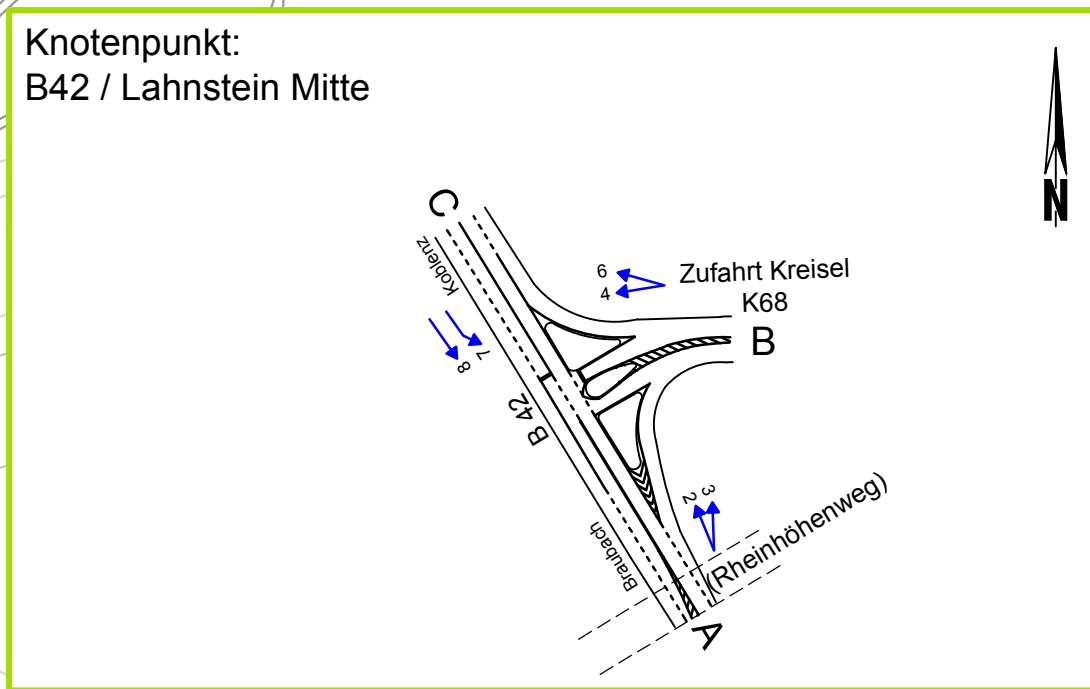 Knotenpunkt:
B42 / Lahnstein Mitte
N
C
Koblenz
6
4
Zufahrt Kreisel
K68
B
7
8
B 42
2
3
(Rheinhöhenweg)
Braubach
A